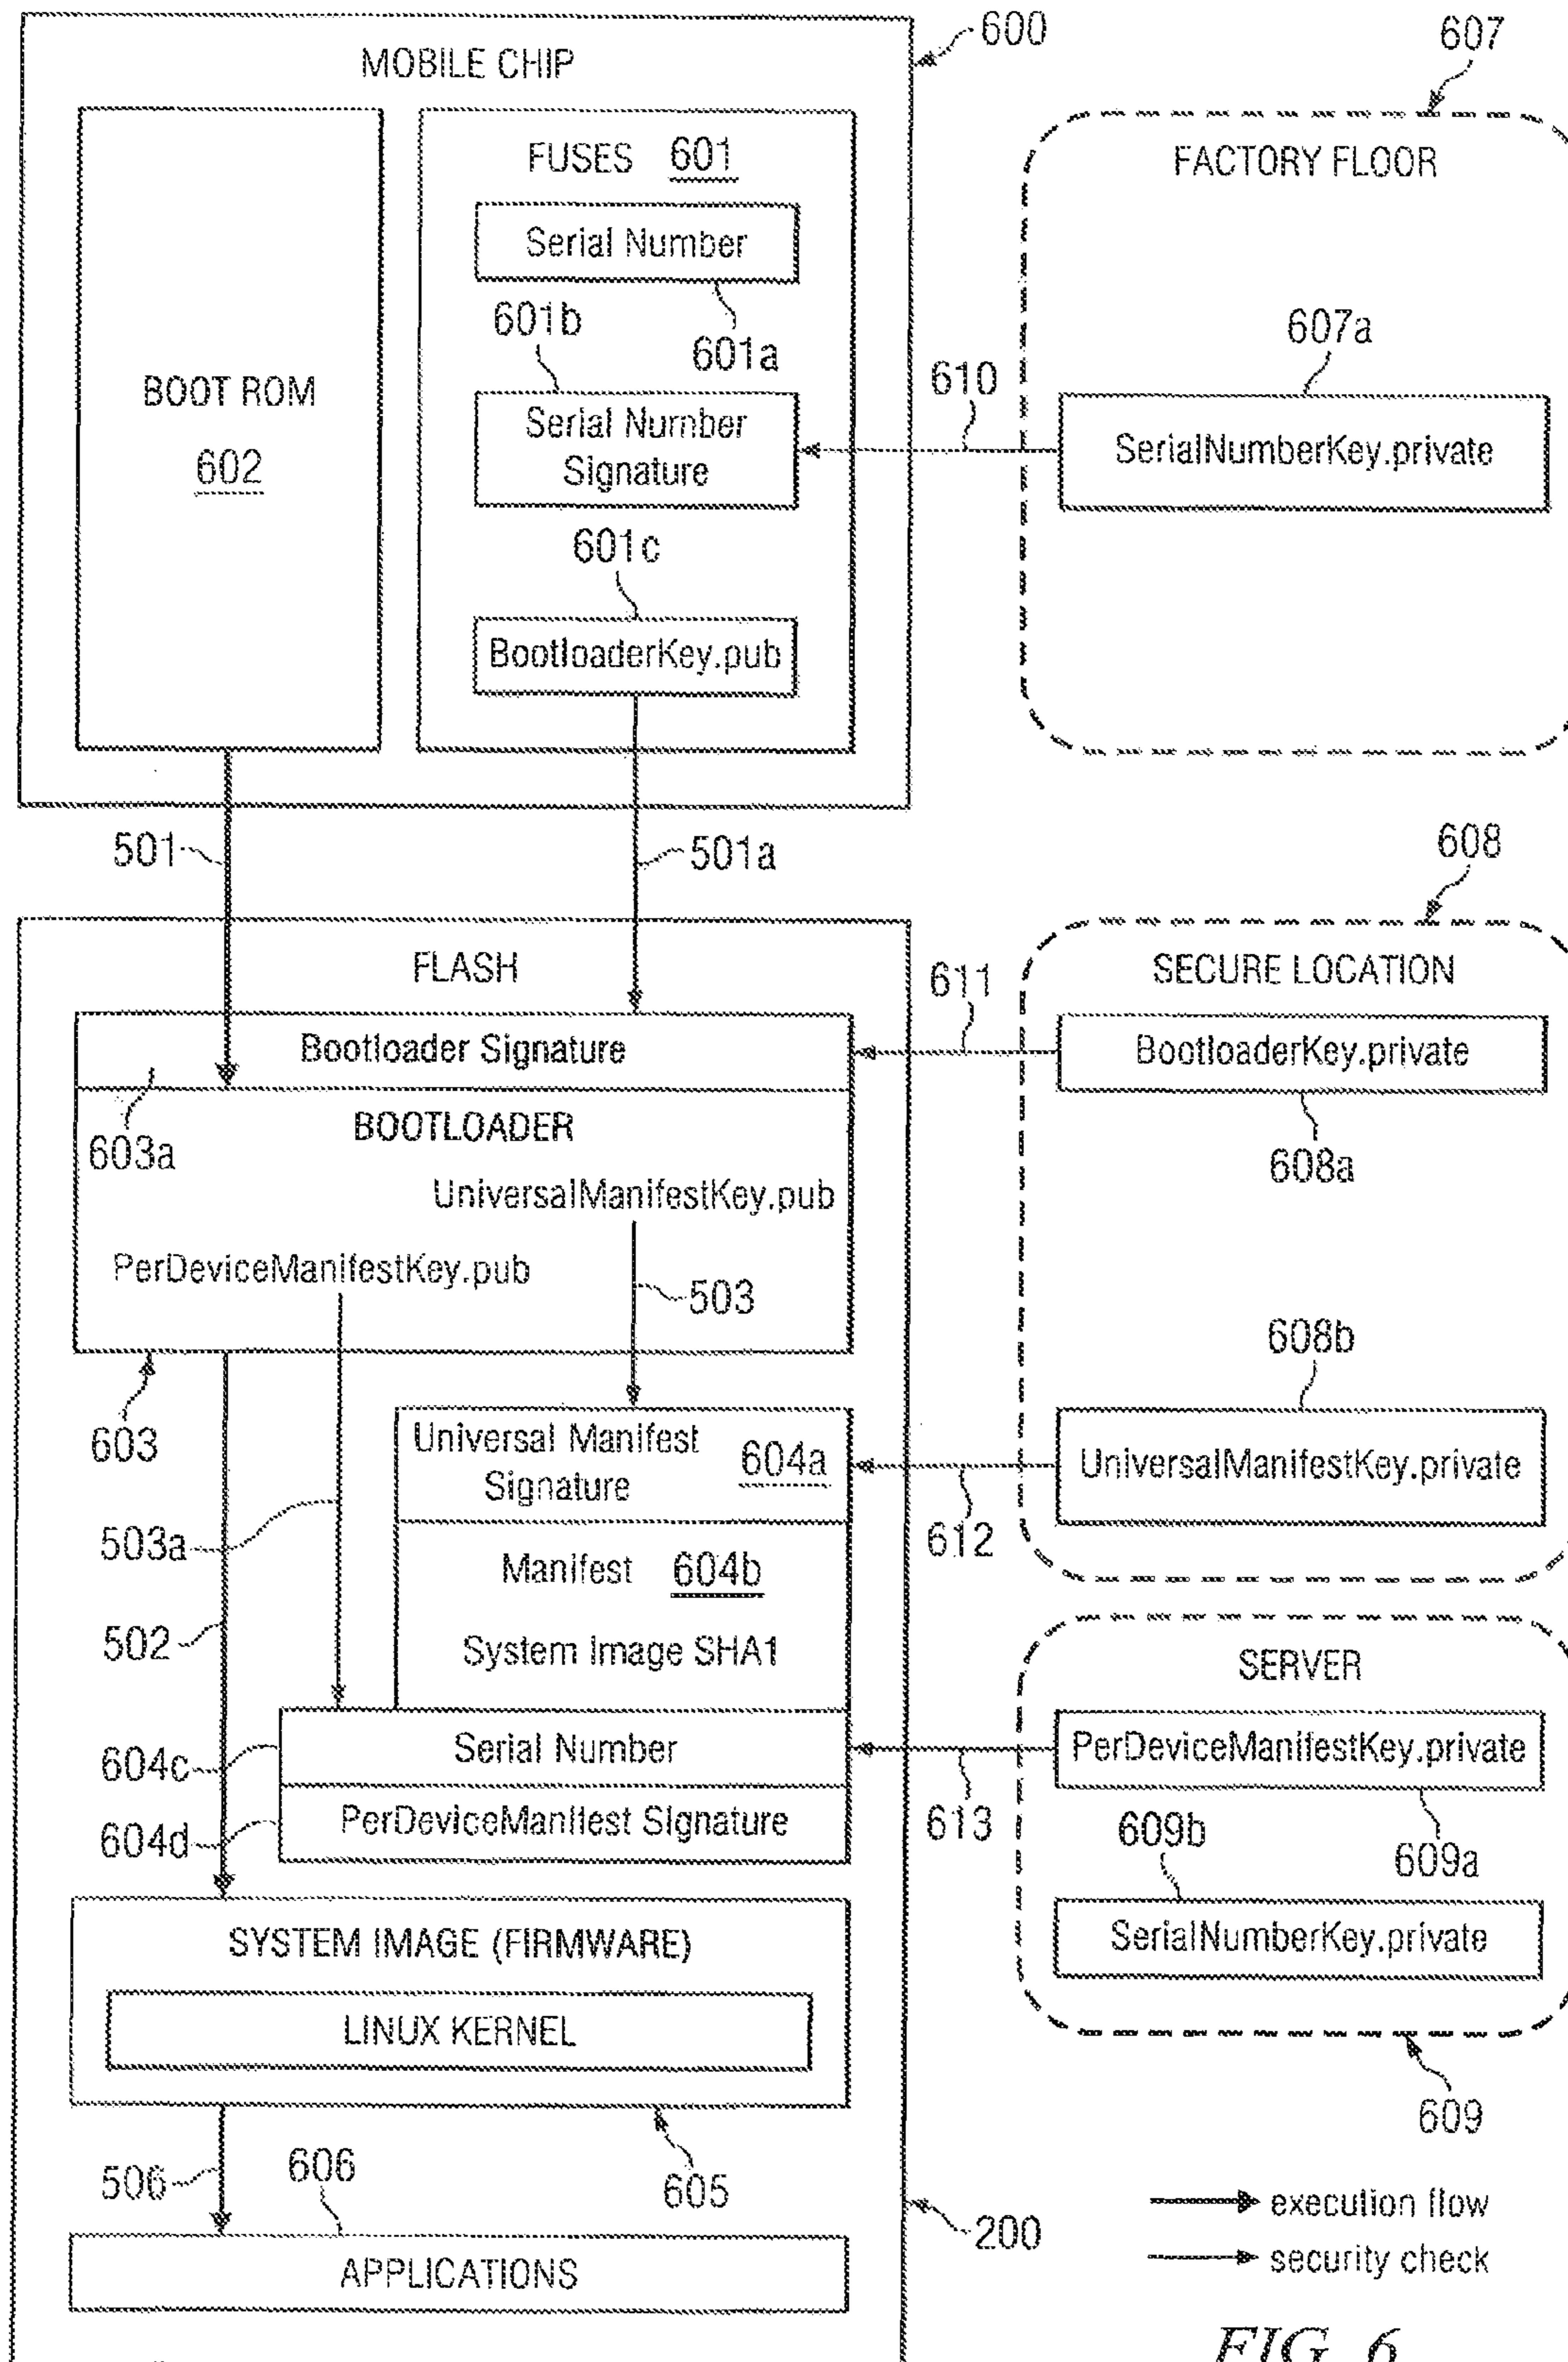 MOBILE CHIP
600
607
FUSES 601
FACTORY FLOOR
Serial Number
601b
601a
607a
BOOT ROM
602
Serial Number
Signature
610
SerialNumberKey.private
601c
BootloaderKey.pub
501
501a
608
FLASH
SECURE LOCATION
611
Bootloader Signature
BootloaderKey.private
603a
BOOTLOADER
608a
UniversalManifestKey.pub
PerDeviceManifestKey.pub
503
608b
603
Universal Manifest
Signature
604a
UniversalManifestKey.private
612
503a
Manifest 604b
502
System Image SHA1
SERVER
604c
Serial Number
PerDeviceManifestKey.private
604d
PerDeviceManifest Signature
613
609b
609a
SYSTEM IMAGE (FIRMWARE)
SerialNumberKey.private
LINUX KERNEL
609
506
606
605
execution flow
200
security check
APPLICATIONS
FIG. 6